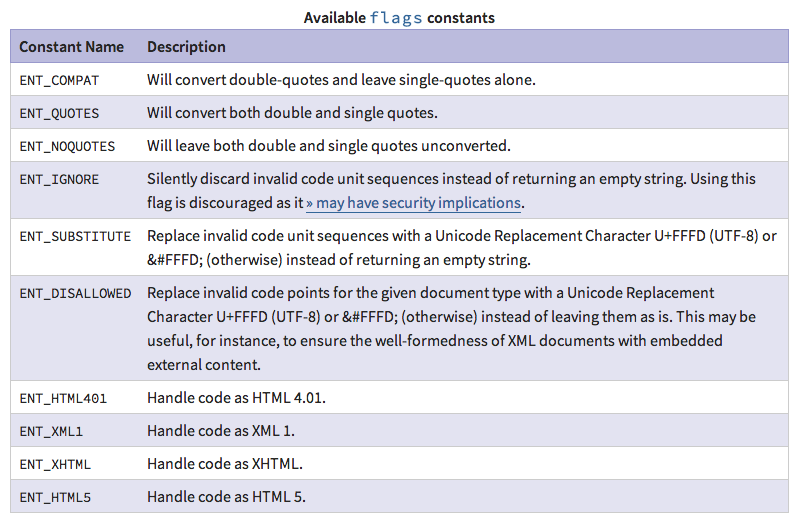 Available flags constants
Constant Name Description
ENT_COMPAT Will convert double-quotes and leave single-quotes alone.
ENT_QUOTES Will convert both double and single quotes.
ENT_NOQUOTES Will leave both double and single quotes unconverted.
ENT_IGNORE Silently discard invalid code unit sequences instead of returning an empty string. Using this
flag is discouraged as it » may have security implications.
ENT_SUBSTITUTE Replace invalid code unit sequences with a Unicode Replacement Character U+FFFD (UTF-8) or
&#FFFD; (otherwise) instead of returning an empty string.
ENT_DISALLOWED Replace invalid code points for the given document type with a Unicode Replacement
Character U+FFFD (UTF-8) or &#FFFD; (otherwise) instead of leaving them as is. This may be
useful, for instance, to ensure the well-formedness of XML documents with embedded
external content.
ENT_HTML401 Handle code as HTML 4.01.
ENT_XML1 Handle code as XML 1.
ENT_XHTML Handle code as XHTML.
ENT_HTML5 Handle code as HTML 5.